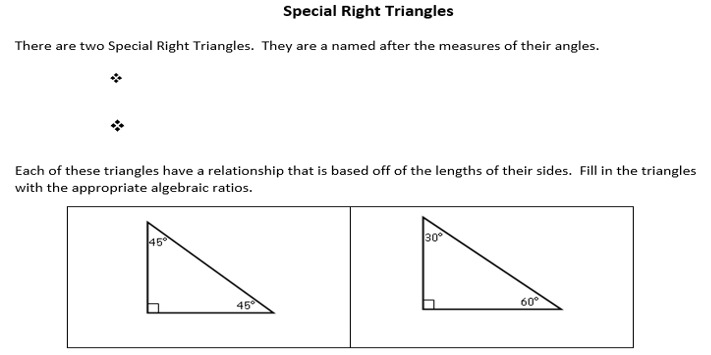 Special Right Triangles
There are two Special Right Triangles.  They are a named after the measures of their angles.
Each of these triangles have a relationship that is based off of the lengths of their sides.  Fill in the triangles
with the appropriate algebraic ratios.
45°
45°
30°
60°